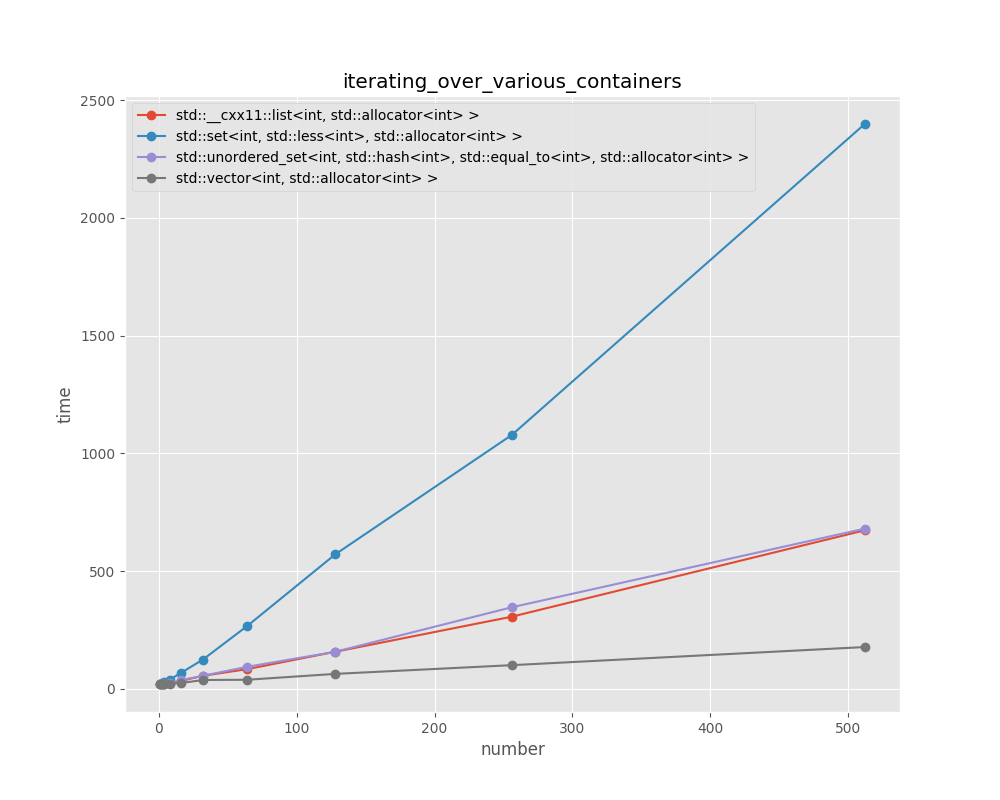 iterating_over_various_containers
2500
std::__cxx11::list<int, std::allocator<int> >
std::set<int, std::less<int>, std::allocator<int> >
std::unordered_set<int, std::hash<int>, std::equal_to<int>, std::allocator<int> >
std::vector<int, std::allocator<int> >
2000
1500
time
1000
500
0
0 100 200 300 400 500
number